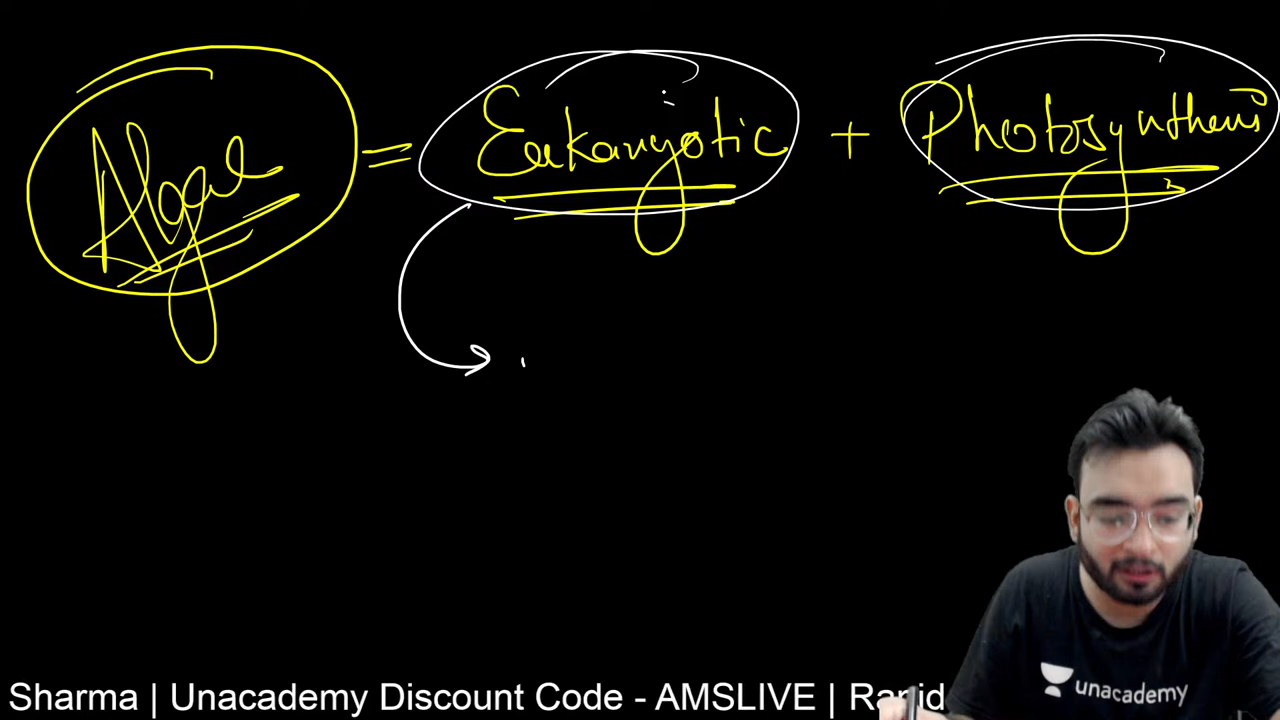 Algae = Eukaryotic + Photosynthesis
unacademy
Sharma | Unacademy Discount Code - AMSLIVE | Rapid